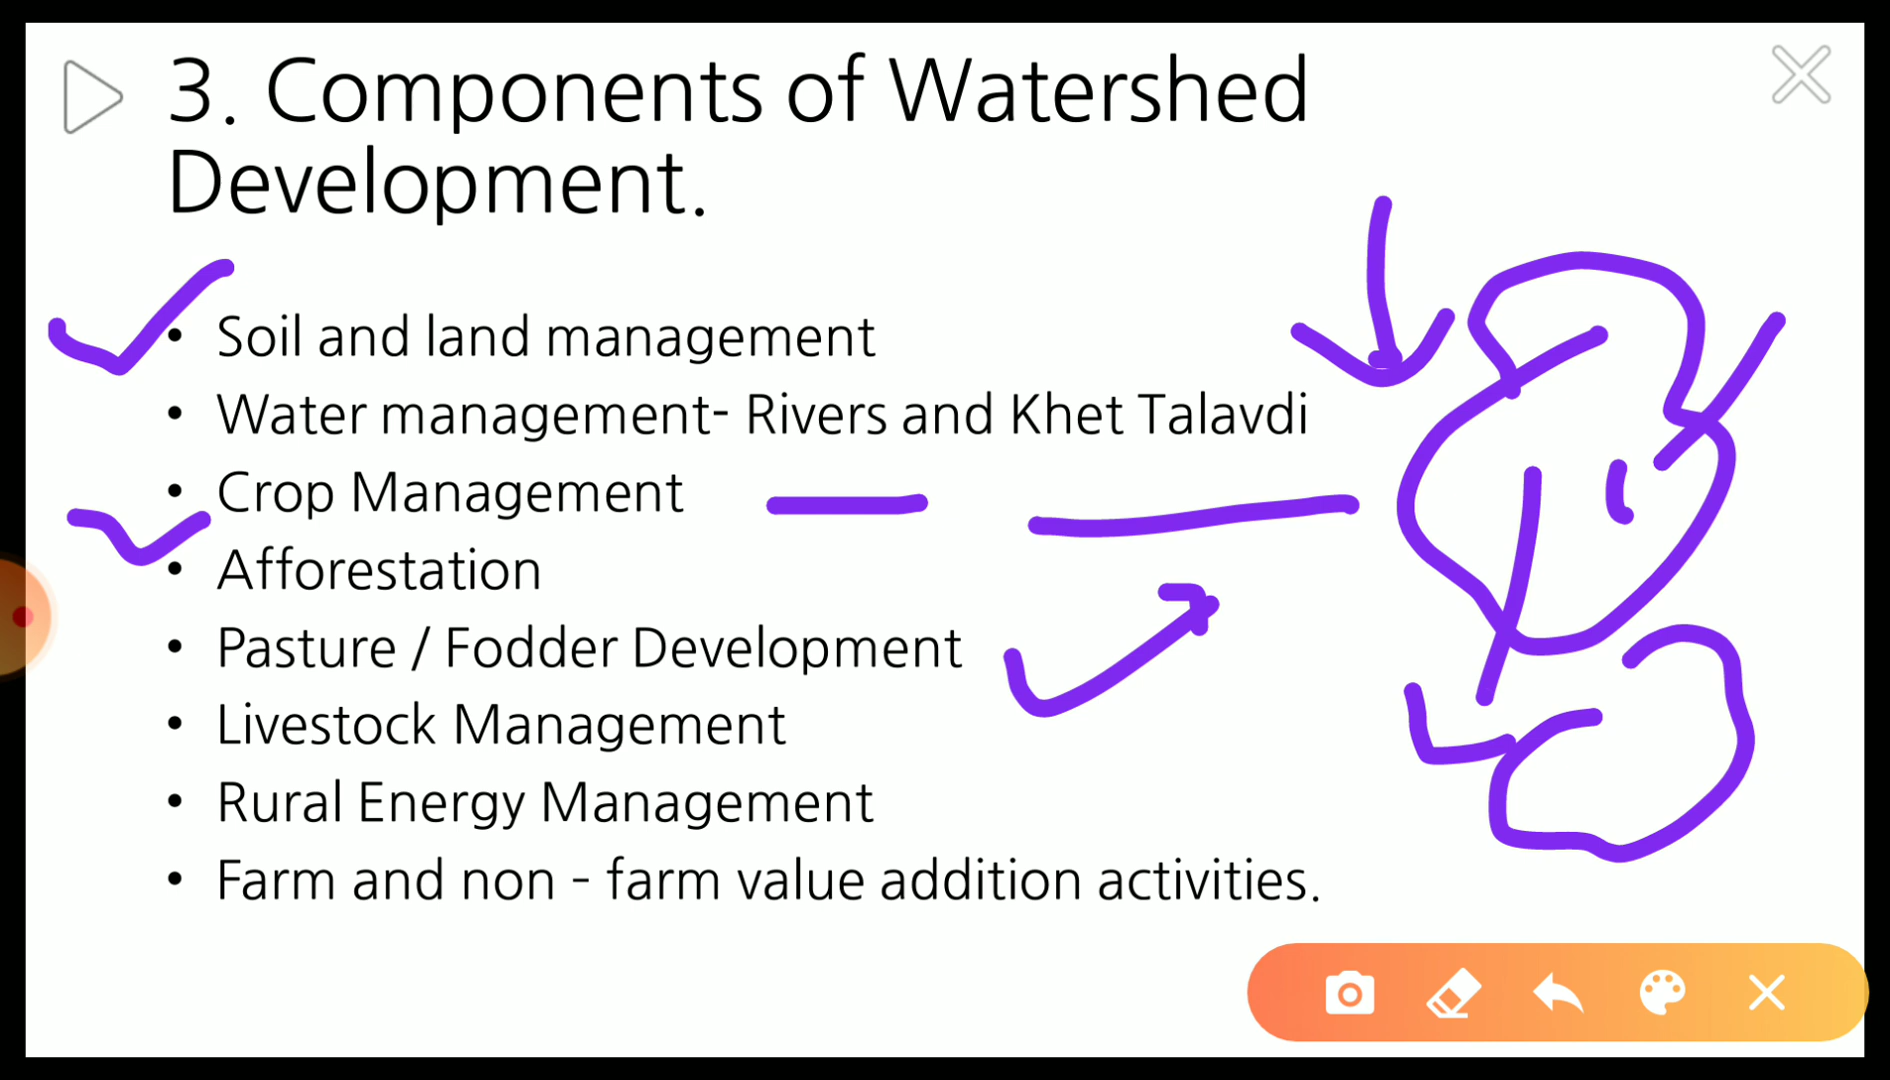 3. Components of Watershed
Development.
• Soil and land management
• Water management- Rivers and Khet Talavdi
• Crop Management
• Afforestation
• Pasture / Fodder Development
• Livestock Management
• Rural Energy Management
• Farm and non - farm value addition activities.